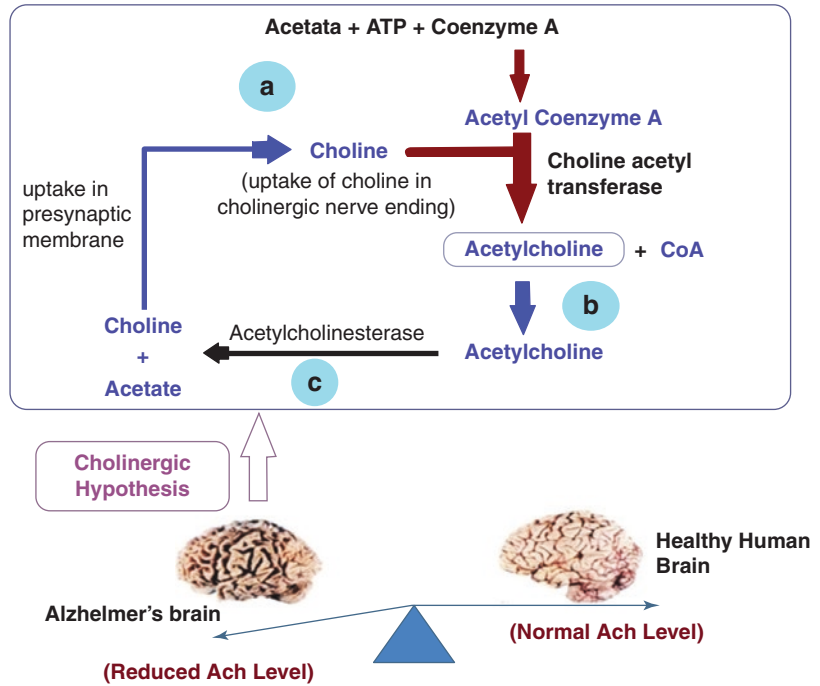 Acetata + ATP + Coenzyme A
a
Acetyl Coenzyme A
Choline
Choline acetyl
transferase
(uptake of choline in
cholinergic nerve ending)
uptake in
presynaptic
membrane
Acetylcholine + CoA
b
Choline
+
Acetate
Acetylcholinesterase
Acetylcholine
c
Cholinergic
Hypothesis
Healthy Human
Brain
Alzhelmer's brain
(Normal Ach Level)
(Reduced Ach Level)